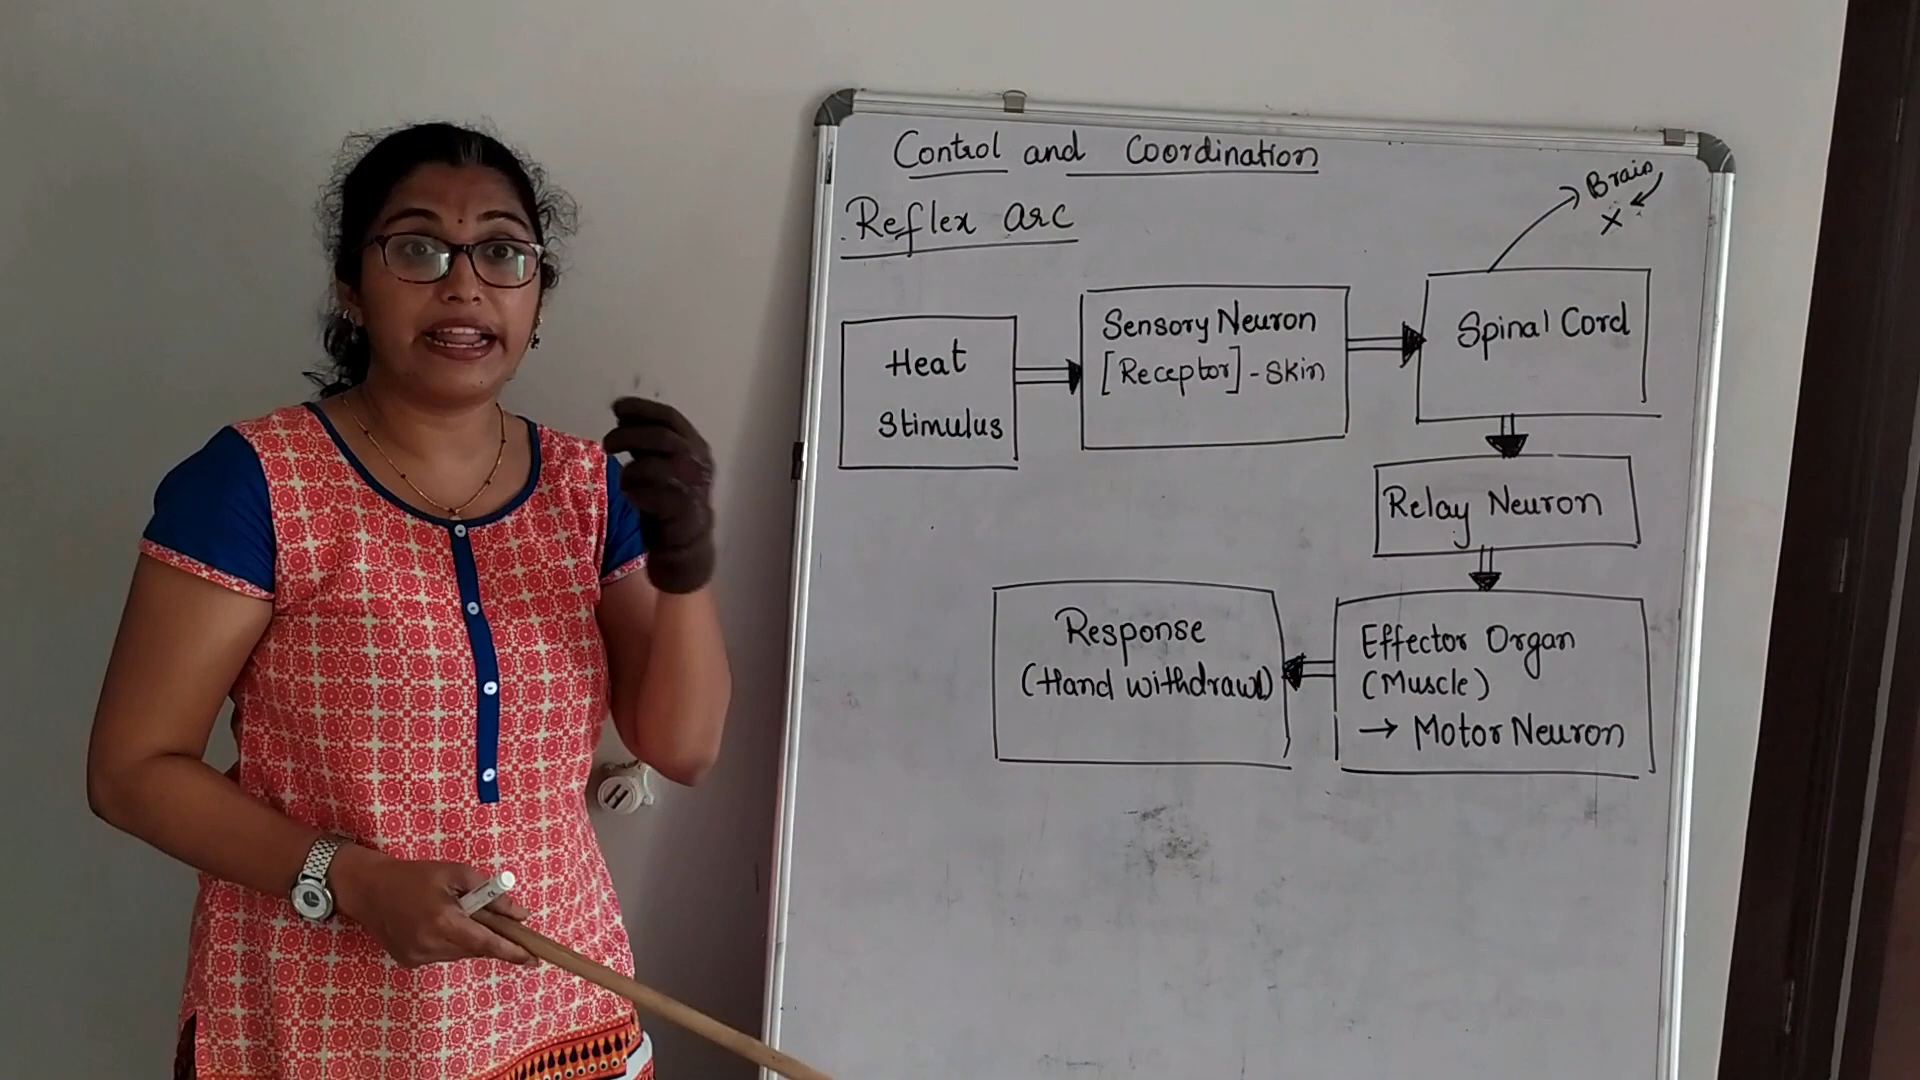 Control and Coordination
Reflex arc
Brain
X
Heat
Stimulus
Sensory Neuron
[Receptor] - Skin
Spinal Cord
Relay Neuron
Effector Organ
(Muscle)
→ Motor Neuron
Response
(Hand withdrawl)